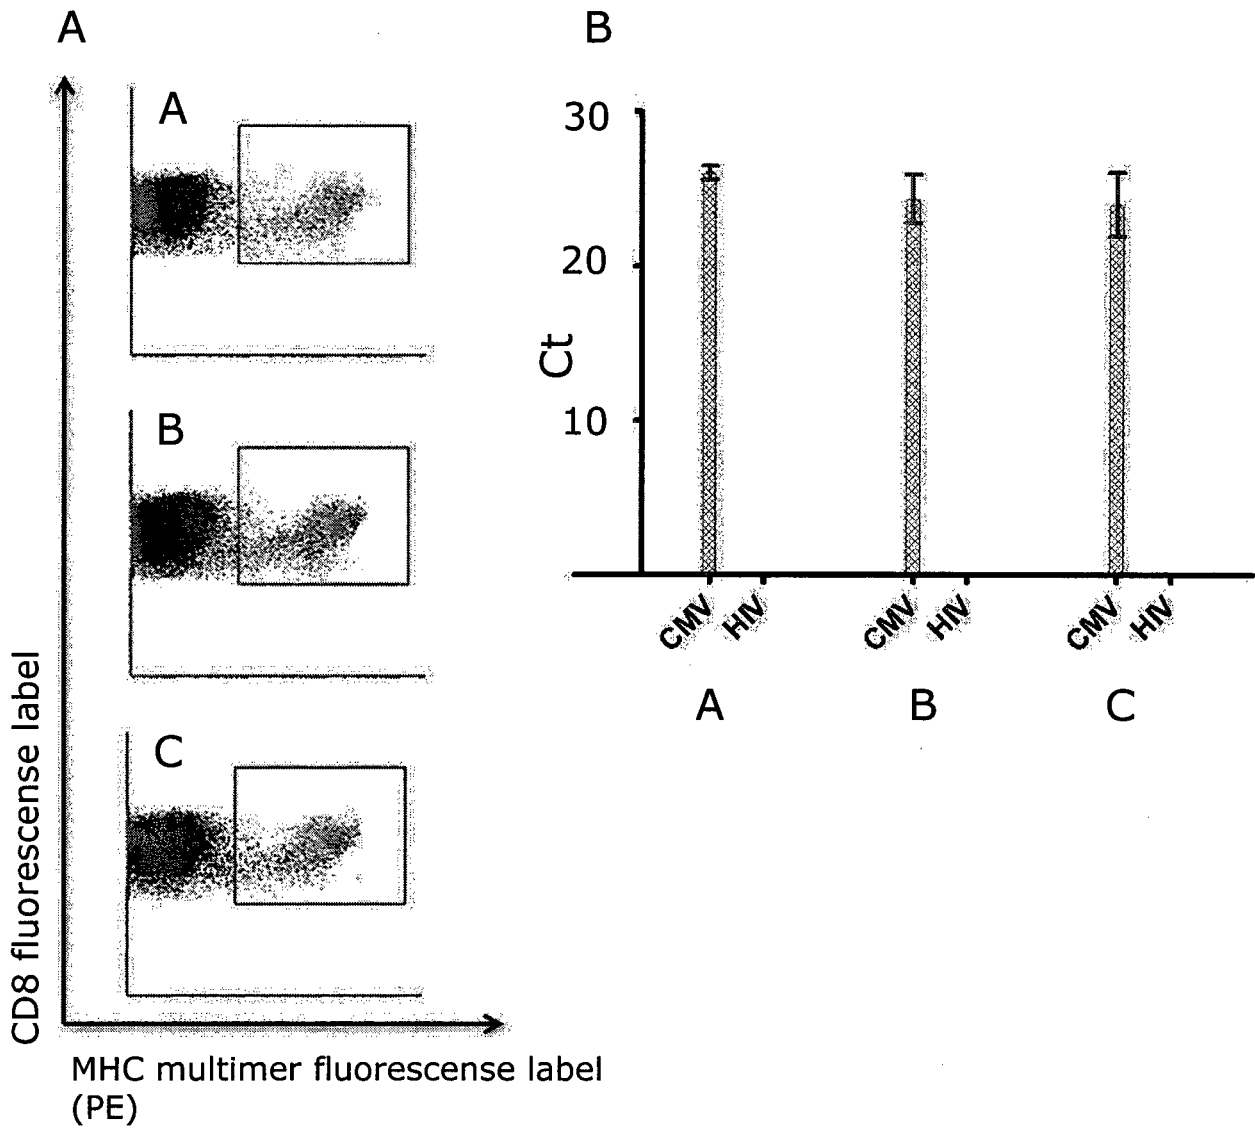 A
A
B
C
CD8 fluorescense label
MHC multimer fluorescense label
(PE)
B
30
20
10
Ct
CMV HIV CMV HIV CMV HIV
A B C